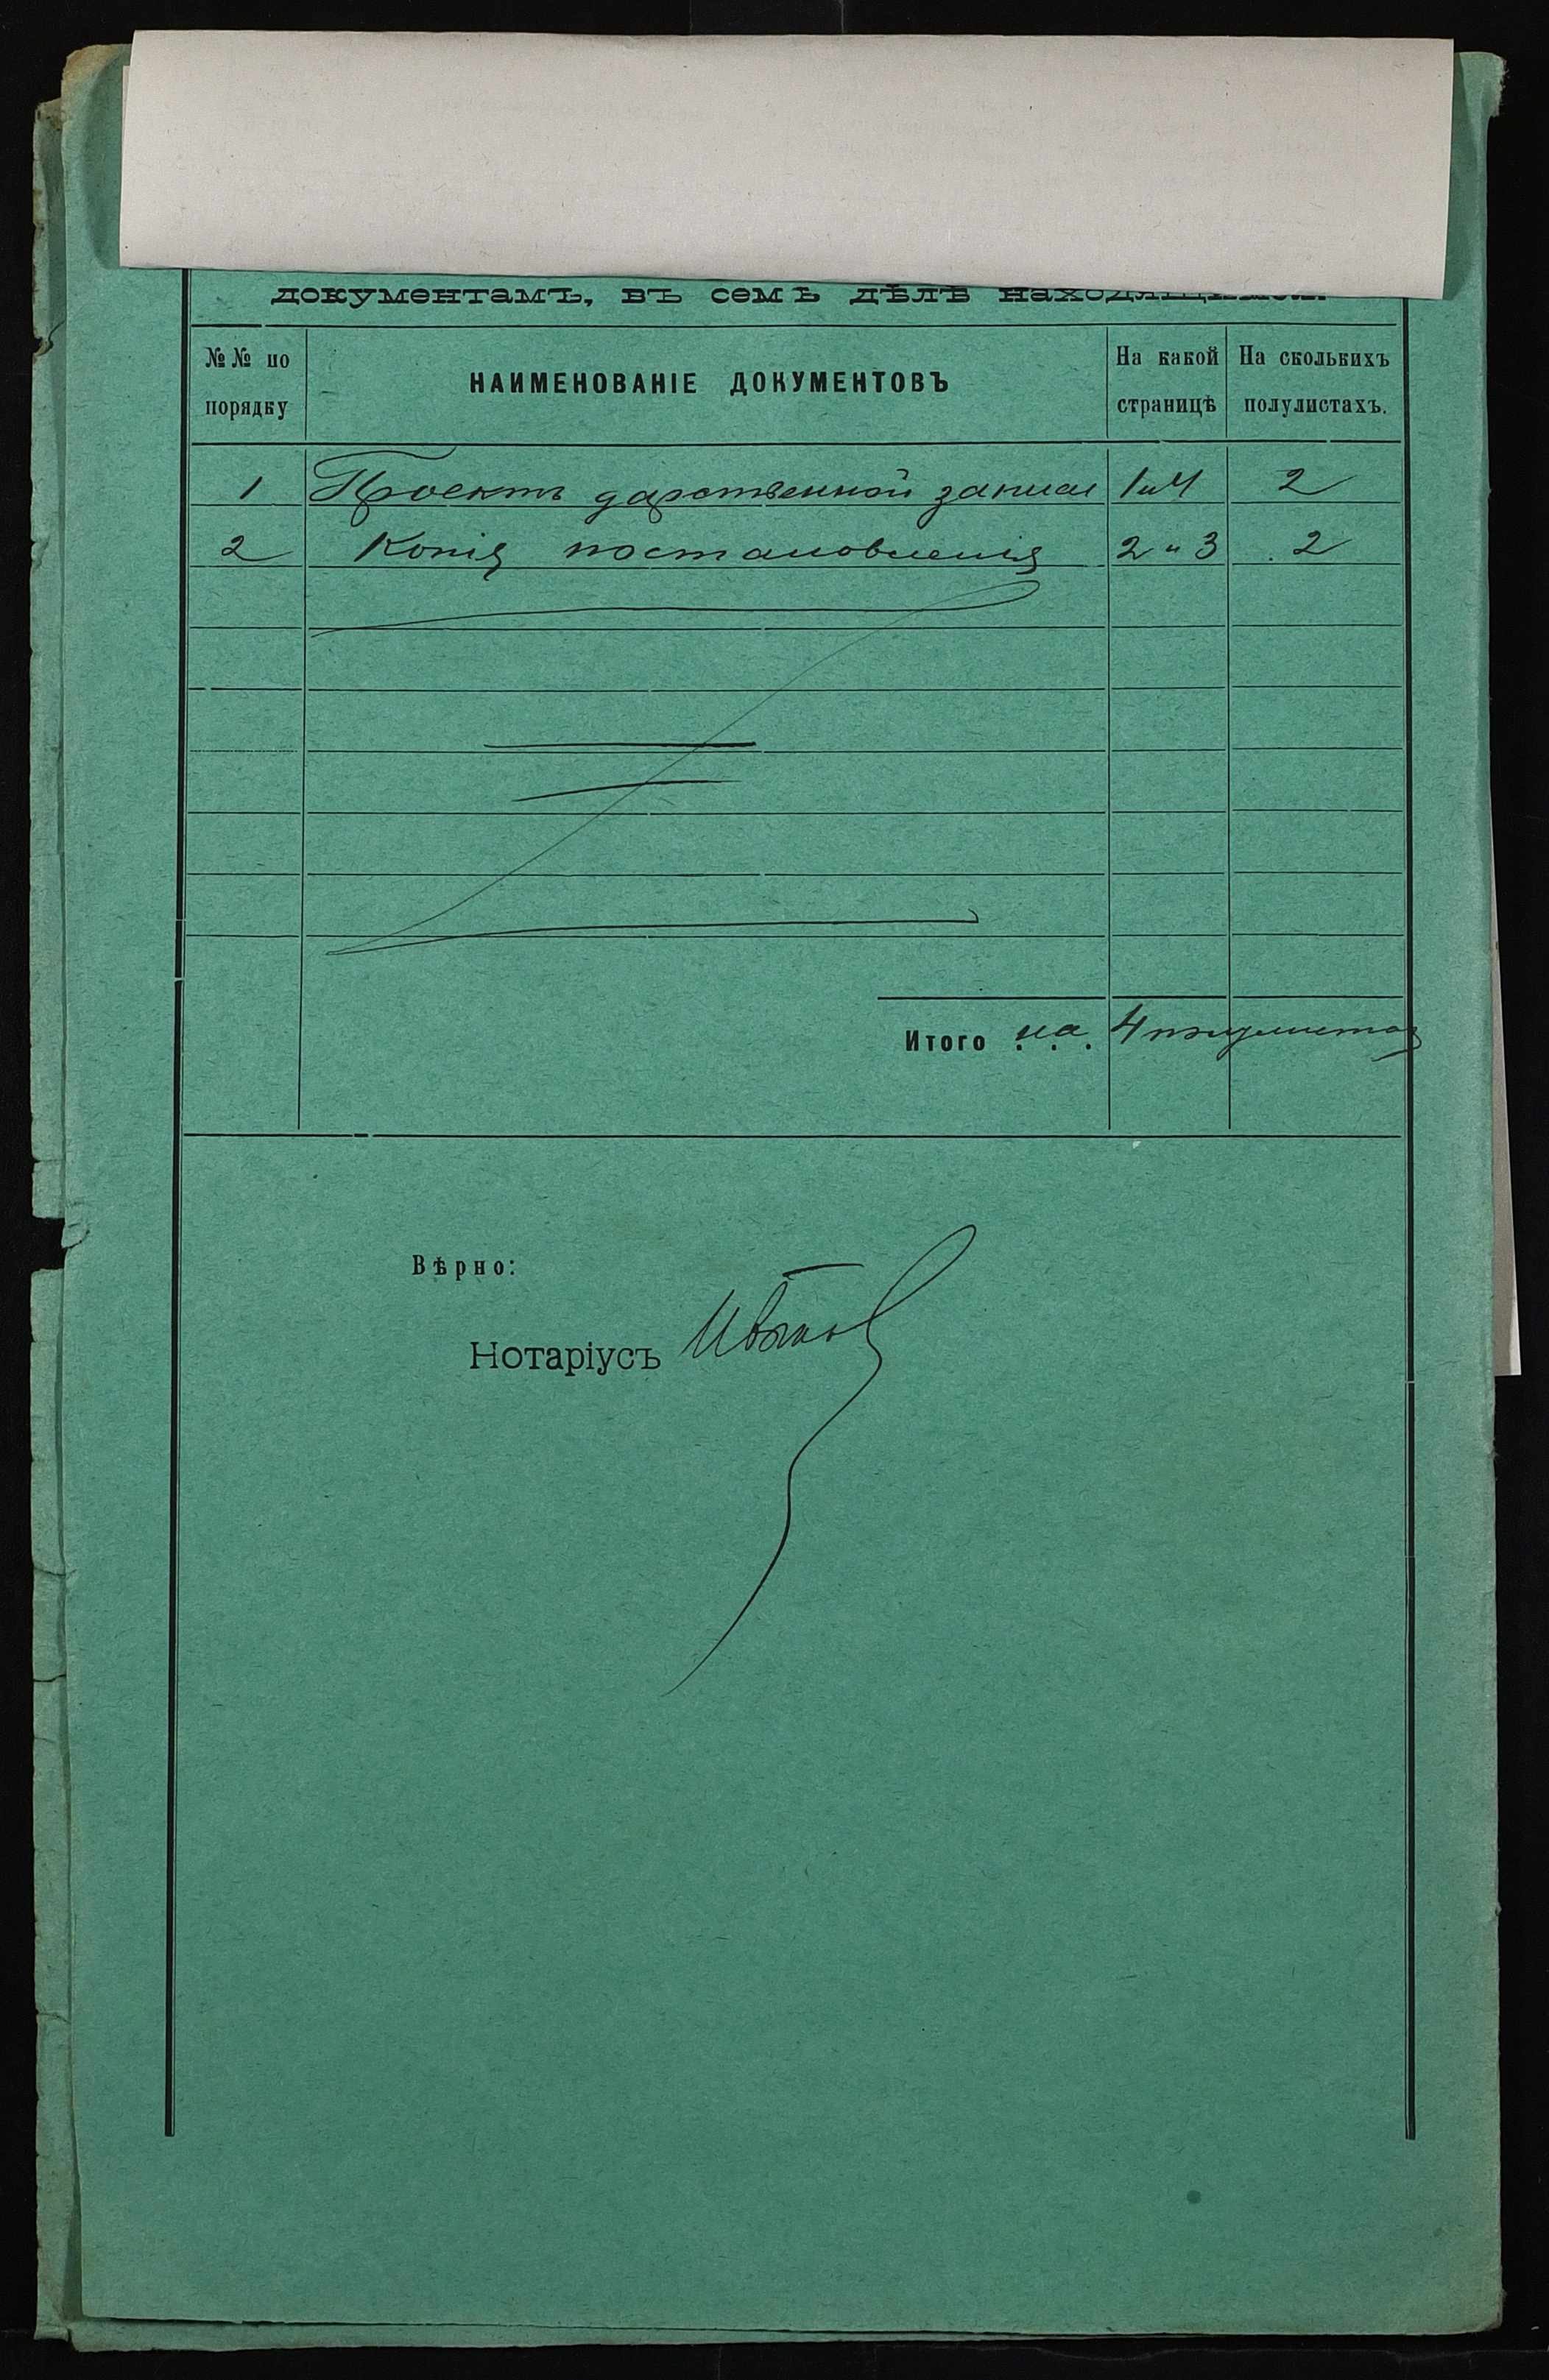 документамъ, въ семъ дѣлѣ находящимся.
№№ по порядку
НАИМЕНОВАНІЕ ДОКУМЕНТОВЪ
На какой страницѣ
На сколькихъ полулистахъ.
1 Проектъ дарственной записи 1 и 4 2
2 Копія постановленія 2 и 3 2
Итого на 4 полулистах
Вѣрно:
Нотаріусъ